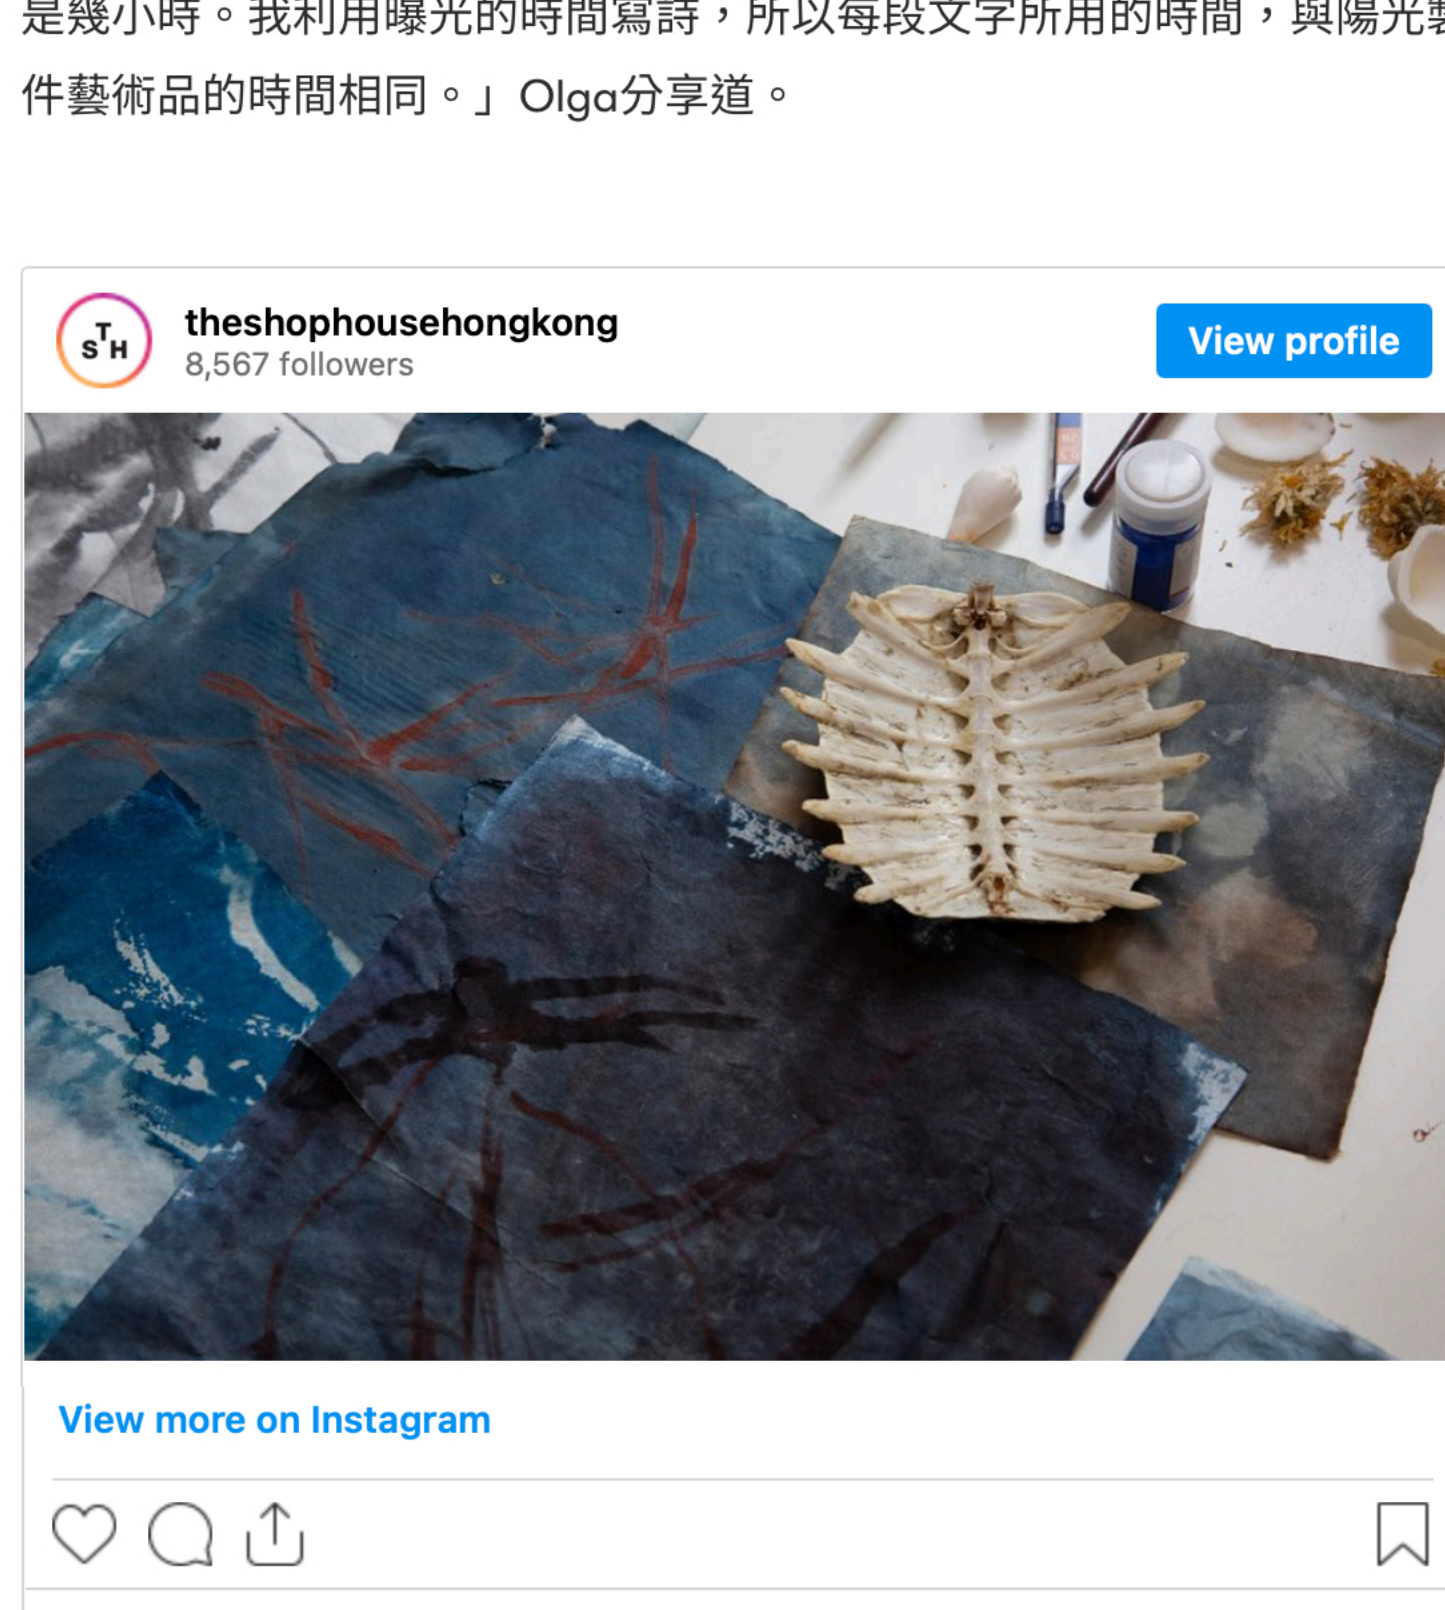 是幾小時。我利用曝光的時間寫詩，所以每段文字所用的時間，與陽光製
件藝術品的時間相同。」Olga分享道。
STH
theshophousehongkong
8,567 followers
View profile
View more on Instagram